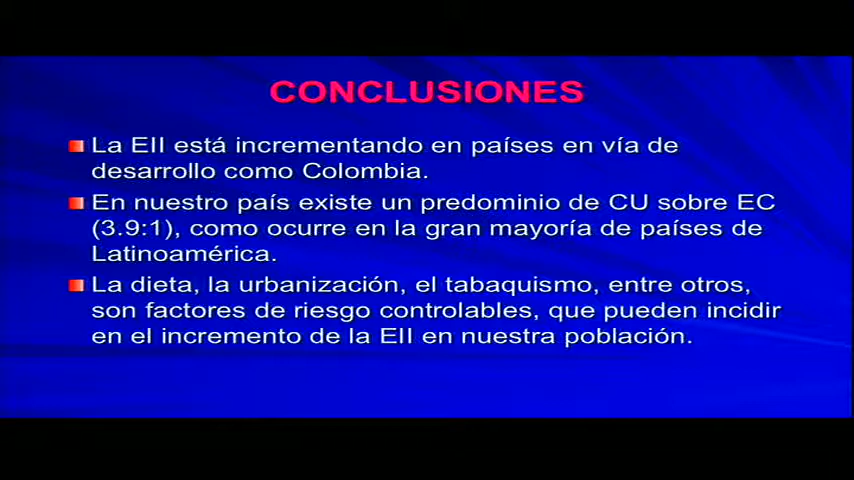 CONCLUSIONES
La EII está incrementando en países en vía de
desarrollo como Colombia.
En nuestro país existe un predominio de CU sobre EC
(3.9:1), como ocurre en la gran mayoría de países de
Latinoamérica.
La dieta, la urbanización, el tabaquismo, entre otros,
son factores de riesgo controlables, que pueden incidir
en el incremento de la EII en nuestra población.